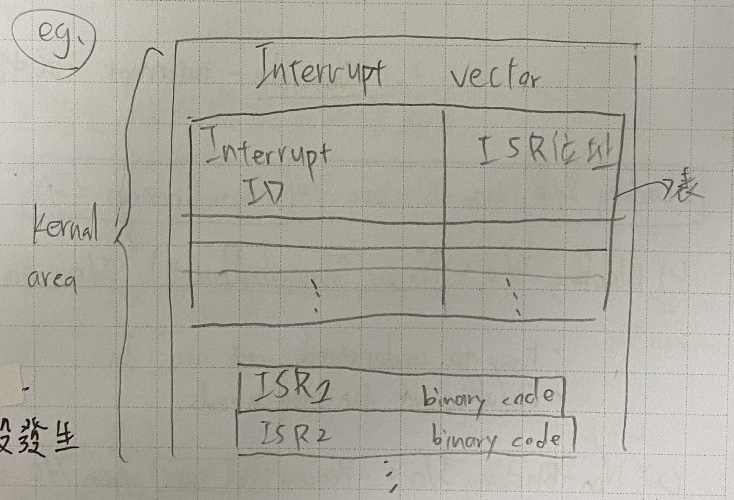 eg.
Interrupt vector
Interrupt ID
ISR位址
→表
kernal area
ISR1 binary code
ISR2 binary code
發生